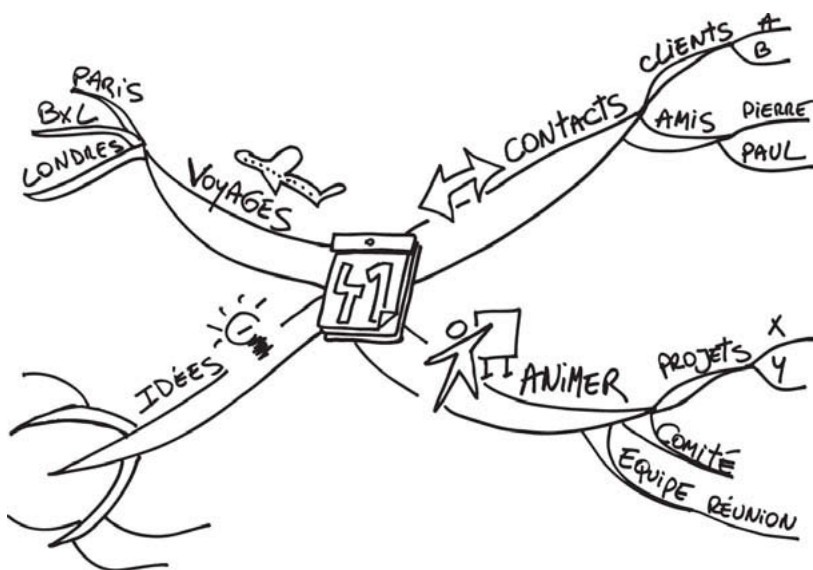 PARIS
BXL
LONDRES
VOYAGES
CONTACTS
CLIENTS
A
B
AMIS
PIERRE
PAUL
41
IDÉES
ANIMER
PROJETS
X
Y
COMITÉ
EQUIPE RÉUNION